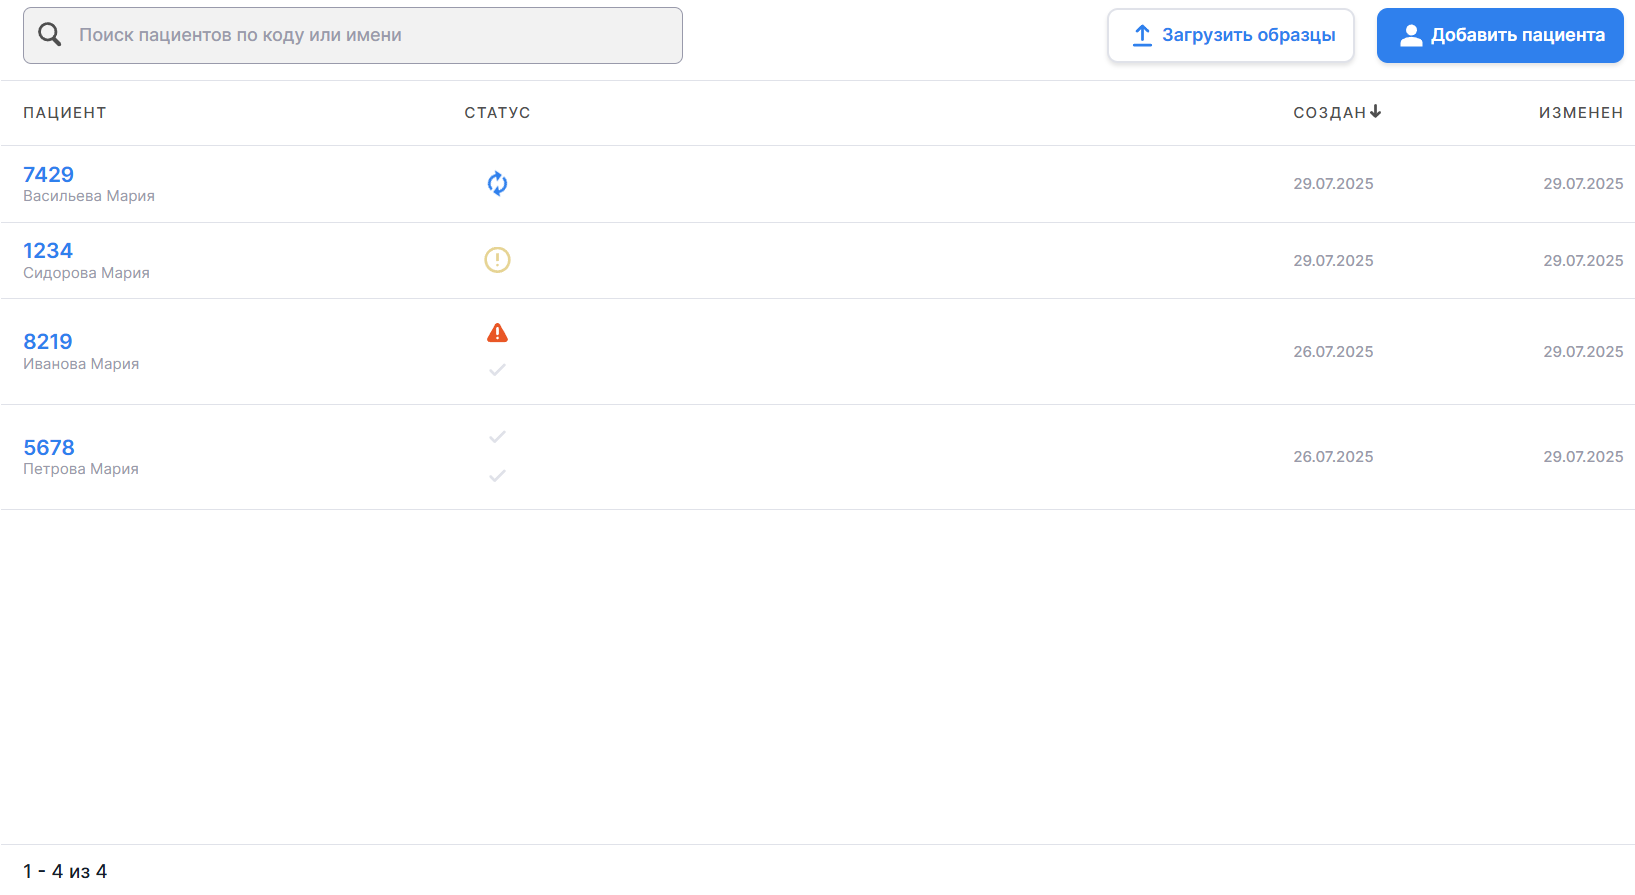 Поиск пациентов по коду или имени
Загрузить образцы
Добавить пациента
ПАЦИЕНТ СТАТУС СОЗДАН ИЗМЕНЕН
7429
Васильева Мария
29.07.2025 29.07.2025
1234
Сидорова Мария
29.07.2025 29.07.2025
8219
Иванова Мария
26.07.2025 29.07.2025
5678
Петрова Мария
26.07.2025 29.07.2025
1 - 4 из 4